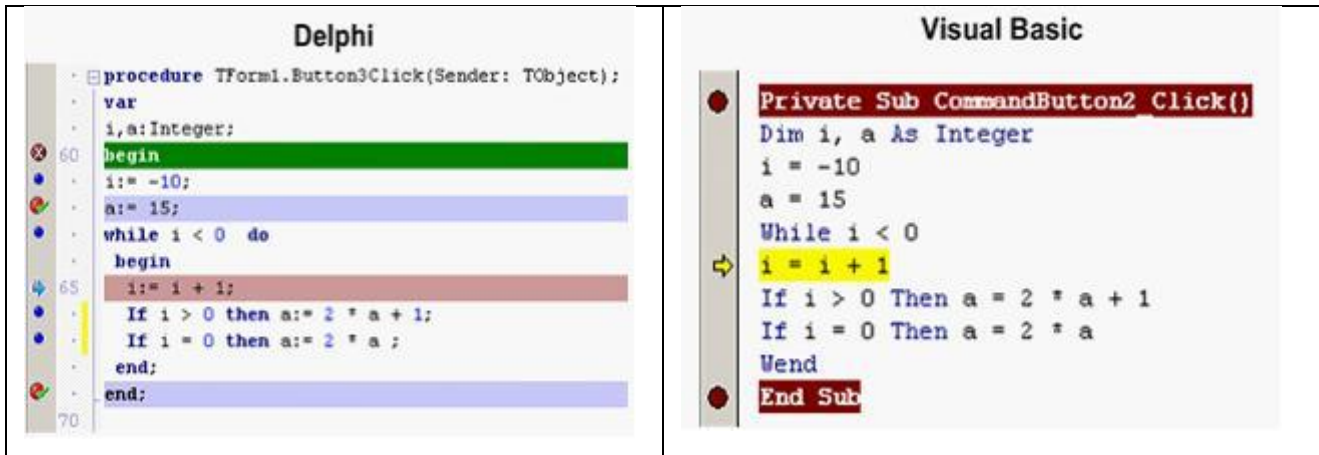 Delphi
procedure TForm1.Button3Click(Sender: TObject);
var
i,a:Integer;
60 begin
i:= -10;
a:= 15;
while i < 0 do
begin
65 i:= i + 1;
If i > 0 then a:= 2 * a + 1;
If i = 0 then a:= 2 * a ;
end;
end;
70
Visual Basic
Private Sub CommandButton2_Click()
Dim i, a As Integer
i = -10
a = 15
While i < 0
i = i + 1
If i > 0 Then a = 2 * a + 1
If i = 0 Then a = 2 * a
Wend
End Sub